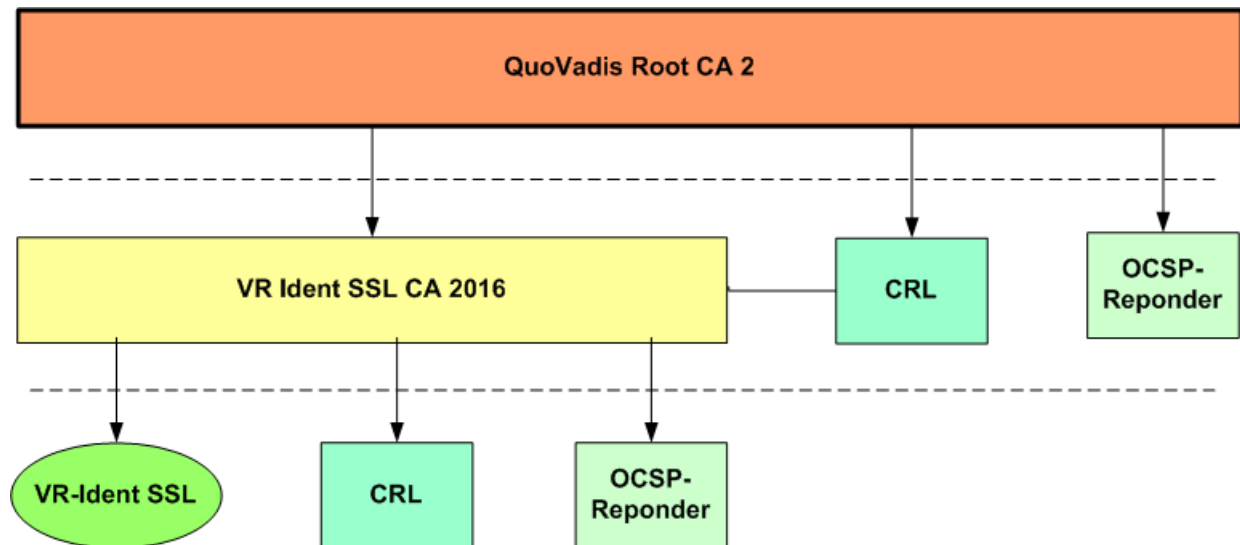 QuoVadis Root CA 2
VR Ident SSL CA 2016
CRL
OCSP-
Reponder
VR-Ident SSL
CRL
OCSP-
Reponder